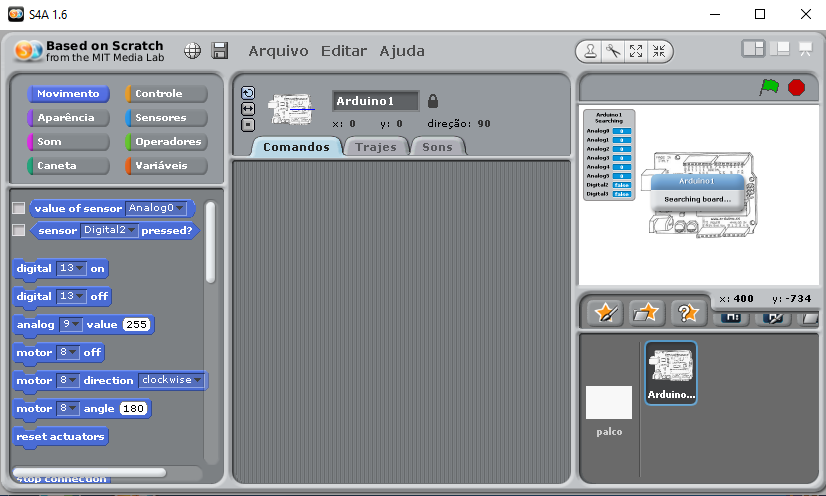 S4A 1.6
Based on Scratch
from the MIT Media Lab
Arquivo Editar Ajuda
Movimento
Controle
Aparência
Sensores
Som
Operadores
Caneta
Variáveis
value of sensor Analog0
sensor Digital2 pressed?
digital 13 on
digital 13 off
analog 9 value 255
motor 8 off
motor 8 direction clockwise
motor 8 angle 180
reset actuators
stop connection
Arduino1
x: 0 y: 0 direção: 90
Comandos
Trajes
Sons
Arduino1
Searching
Analog0 0
Analog1 0
Analog2 0
Analog3 0
Analog4 0
Analog5 0
Digital2 false
Digital3 false
Arduino1
Searching board...
x: 400 y: -734
palco
Arduino...